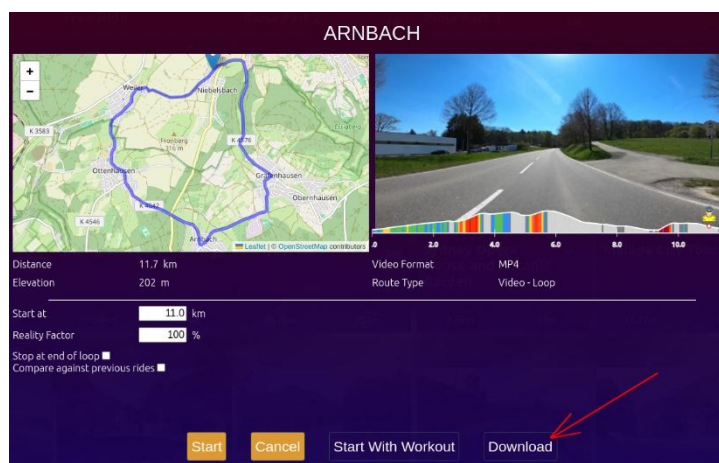 ARNBACH
+
−
Weiler
Niebelsbach
K 3583
Fronberg
316 m
K 4576
Ottenhausen
Gräfenhausen
Obernhausen
K 4542
K 4546
Arnbach
Leaflet | © OpenStreetMap contributors
.0 2.0 4.0 6.0 8.0 10.0
Distance 11.7 km
Video Format MP4
Elevation 202 m
Route Type Video - Loop
Start at 11.0 km
Reality Factor 100 %
Stop at end of loop
Compare against previous rides
Start Cancel Start With Workout Download